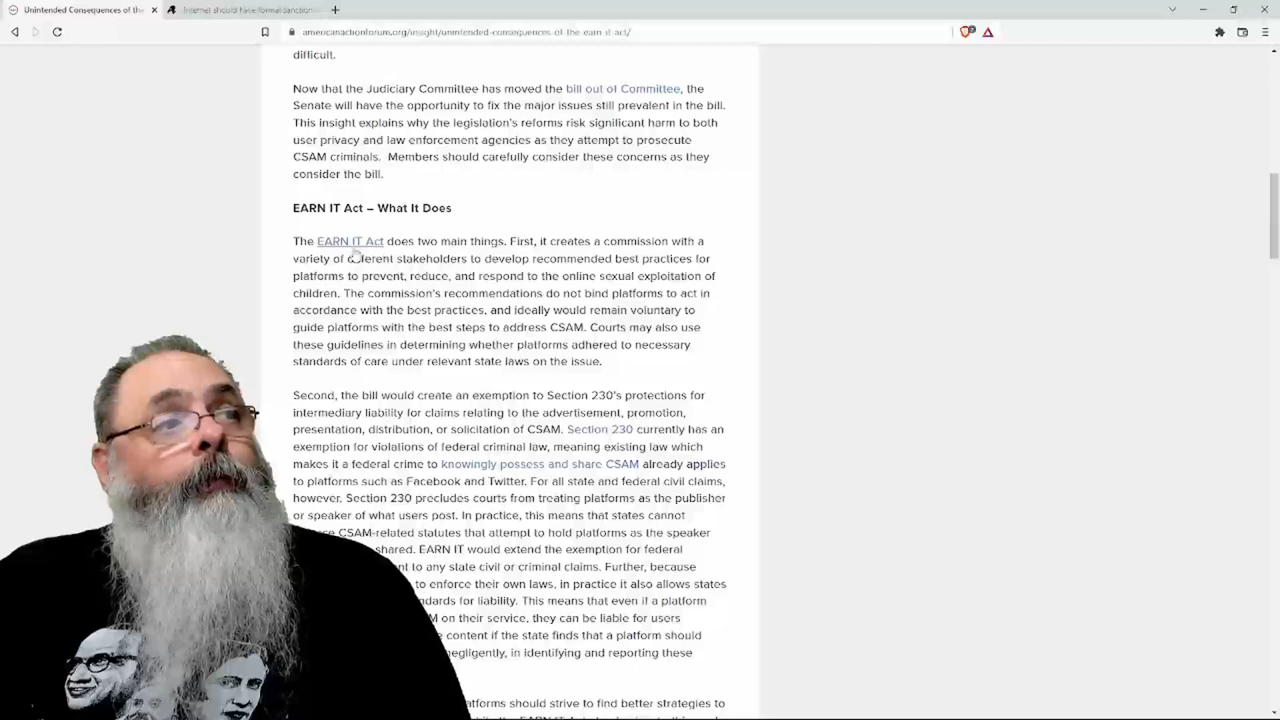 Unintended Consequences of the
Internet should have formal sanction
americanactionforum.org/insight/unintended-consequences-of-the-earn-it-act/
difficult.
Now that the Judiciary Committee has moved the bill out of Committee, the
Senate will have the opportunity to fix the major issues still prevalent in the bill.
This insight explains why the legislation's reforms risk significant harm to both
user privacy and law enforcement agencies as they attempt to prosecute
CSAM criminals. Members should carefully consider these concerns as they
consider the bill.
EARN IT Act – What It Does
The EARN IT Act does two main things. First, it creates a commission with a
variety of different stakeholders to develop recommended best practices for
platforms to prevent, reduce, and respond to the online sexual exploitation of
children. The commission's recommendations do not bind platforms to act in
accordance with the best practices, and ideally would remain voluntary to
guide platforms with the best steps to address CSAM. Courts may also use
these guidelines in determining whether platforms adhered to necessary
standards of care under relevant state laws on the issue.
Second, the bill would create an exemption to Section 230's protections for
intermediary liability for claims relating to the advertisement, promotion,
presentation, distribution, or solicitation of CSAM. Section 230 currently has an
exemption for violations of federal criminal law, meaning existing law which
makes it a federal crime to knowingly possess and share CSAM already applies
to platforms such as Facebook and Twitter. For all state and federal civil claims,
however. Section 230 precludes courts from treating platforms as the publisher
or speaker of what users post. In practice, this means that states cannot
CSAM-related statutes that attempt to hold platforms as the speaker
shared. EARN IT would extend the exemption for federal
to any state civil or criminal claims. Further, because
to enforce their own laws, in practice it also allows states
for liability. This means that even if a platform
on their service, they can be liable for users
content if the state finds that a platform should
negligently, in identifying and reporting these
should strive to find better strategies to